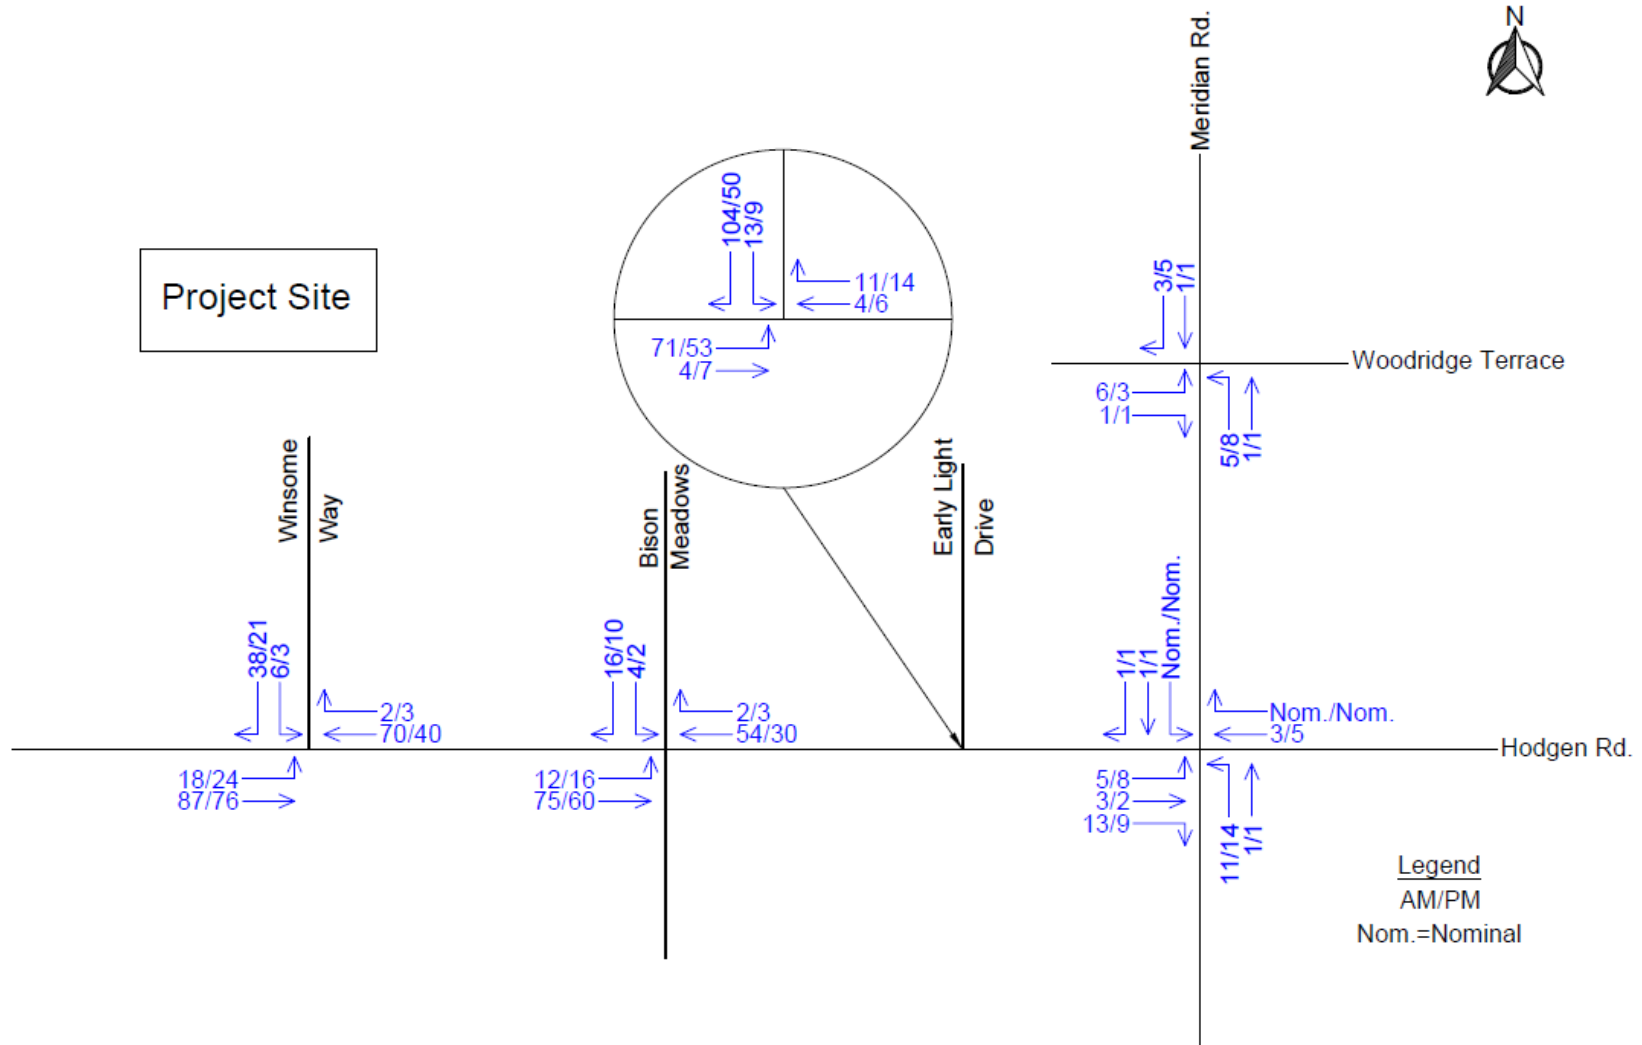 N
Meridian Rd.
104/50
13/9
11/14
4/6
71/53
4/7
Project Site
3/5
1/1
Woodridge Terrace
6/3
1/1
5/8
1/1
Winsome
Way
Bison
Meadows
Early Light
Drive
38/21
6/3
2/3
70/40
18/24
87/76
16/10
4/2
2/3
54/30
12/16
75/60
1/1
1/1
Nom./Nom.
Nom./Nom.
3/5
Hodgen Rd.
5/8
3/2
13/9
11/14
1/1
Legend
AM/PM
Nom.=Nominal